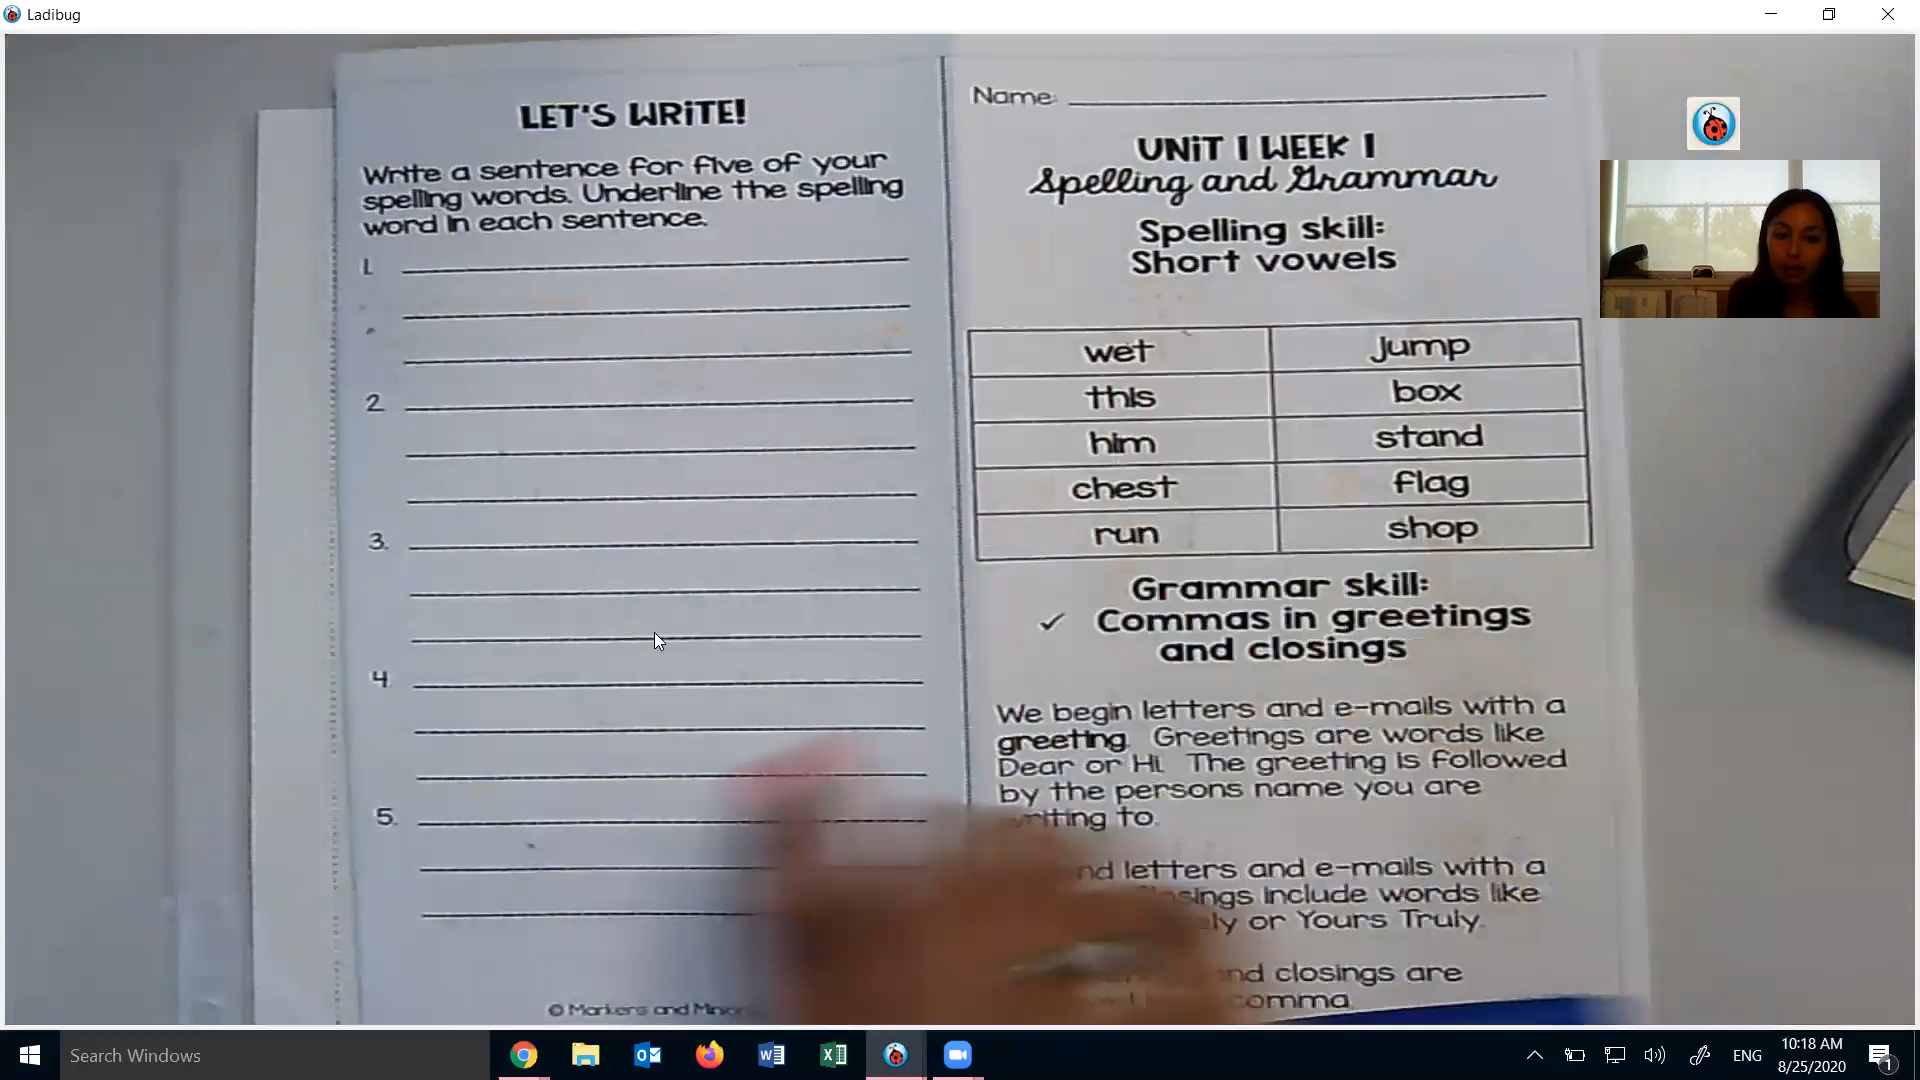 Ladibug
LET'S WRITE!
Write a sentence for five of your
spelling words. Underline the spelling
word in each sentence.
1.
2.
3.
4.
5.
© Markers and
Name:
UNIT 1 WEEK 1
Spelling and Grammar
Spelling skill:
Short vowels
wet jump
this box
him stand
chest flag
run shop
Grammar skill:
✓ Commas in greetings
and closings
We begin letters and e-mails with a
greeting. Greetings are words like
Dear or Hi. The greeting is followed
by the persons name you are
writing to.
letters and e-mails with a
include words like
or Yours Truly.
closings are
comma.
Search Windows
ENG
10:18 AM
8/25/2020
1